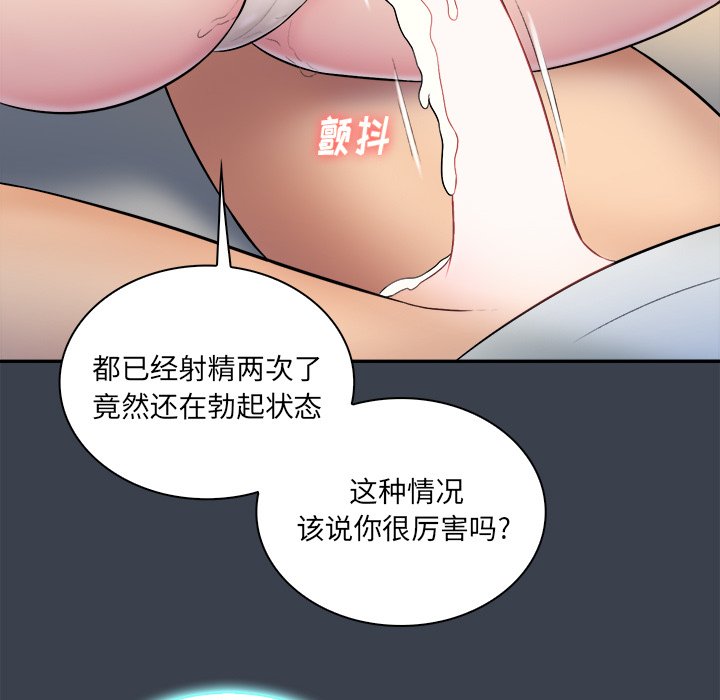 颤抖
都已经射精两次了
竟然还在勃起状态
这种情况
该说你很厉害吗?